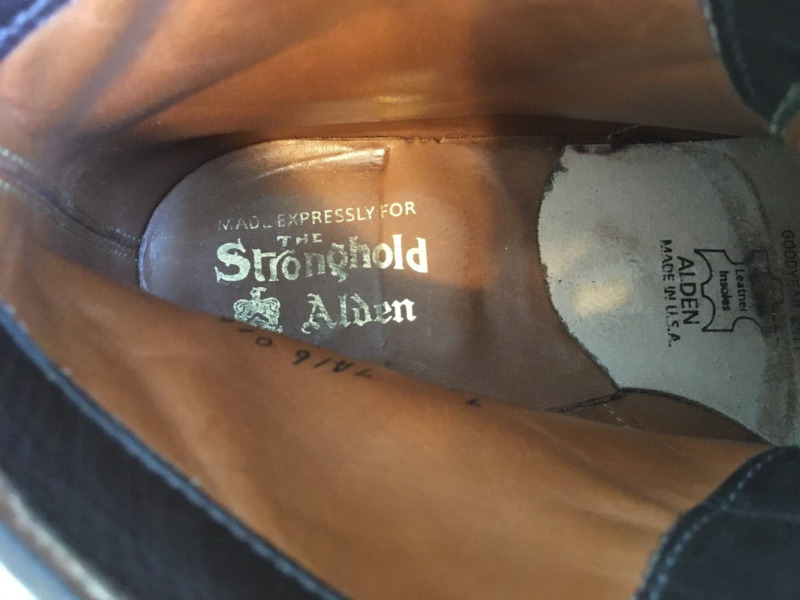 MADE EXPRESSLY FOR
THE
Stronghold
Alden
Leather
Insoles
ALDEN
MADE IN U.S.A.